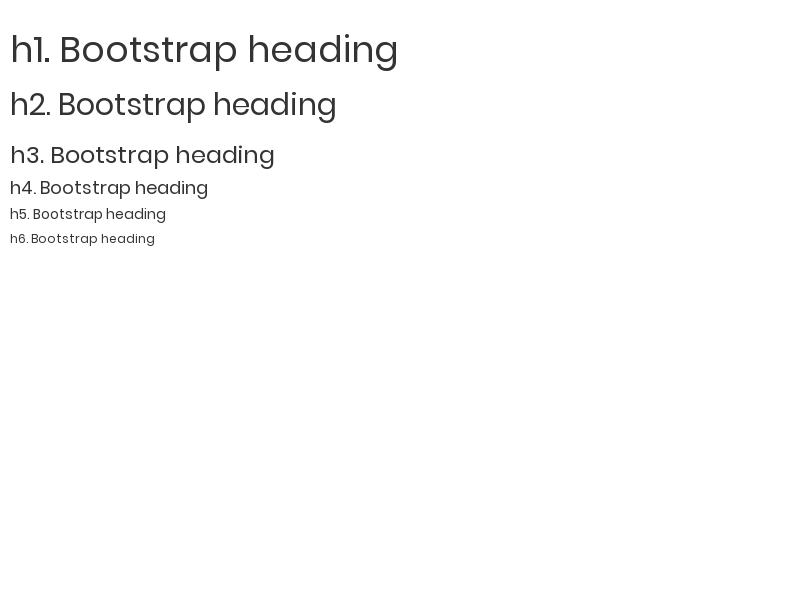 h1. Bootstrap heading
h2. Bootstrap heading
h3. Bootstrap heading
h4. Bootstrap heading
h5. Bootstrap heading
h6. Bootstrap heading